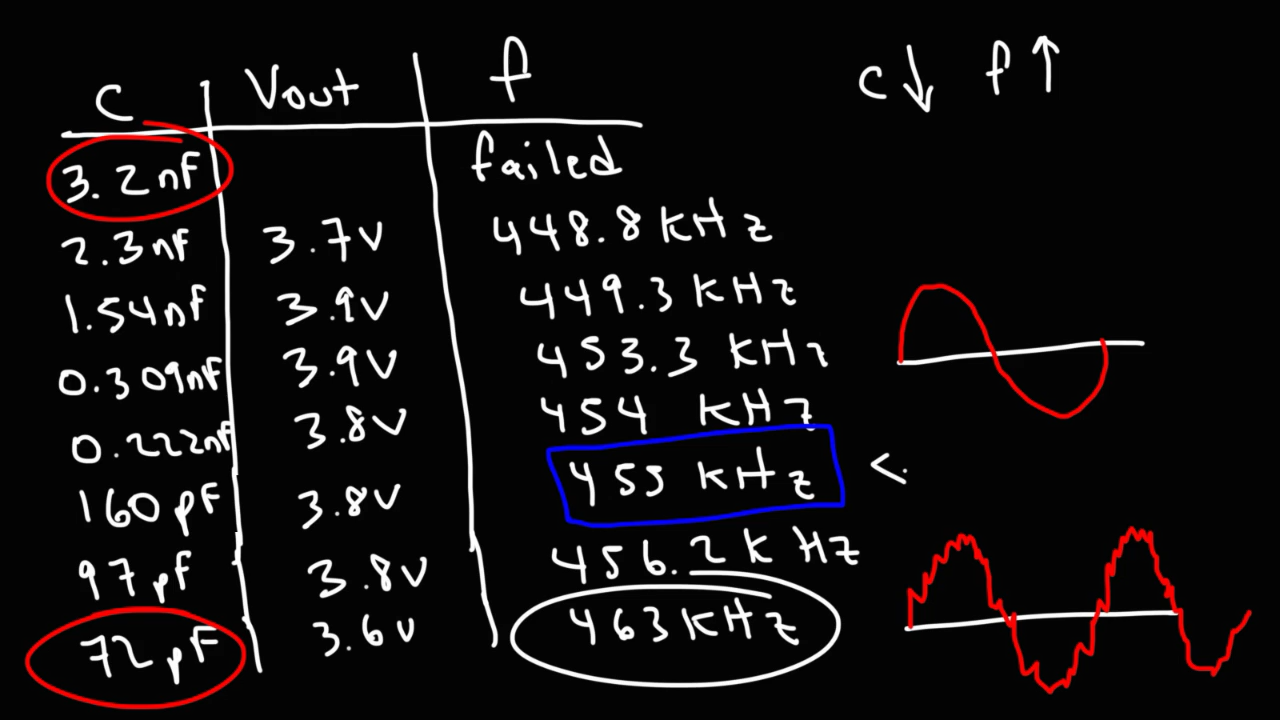 C Vout f C ↓ f ↑
3.2nf failed
2.3nf 3.7v 448.8 KHz
1.54nf 3.9v 449.3 KHz
0.309nf 3.9v 453.3 KHz
0.222nf 3.8v 454 KHz
160pf 3.8v 455 KHz <.
97pf 3.8v 456.2 KHz
72pf 3.6v 463 KHz